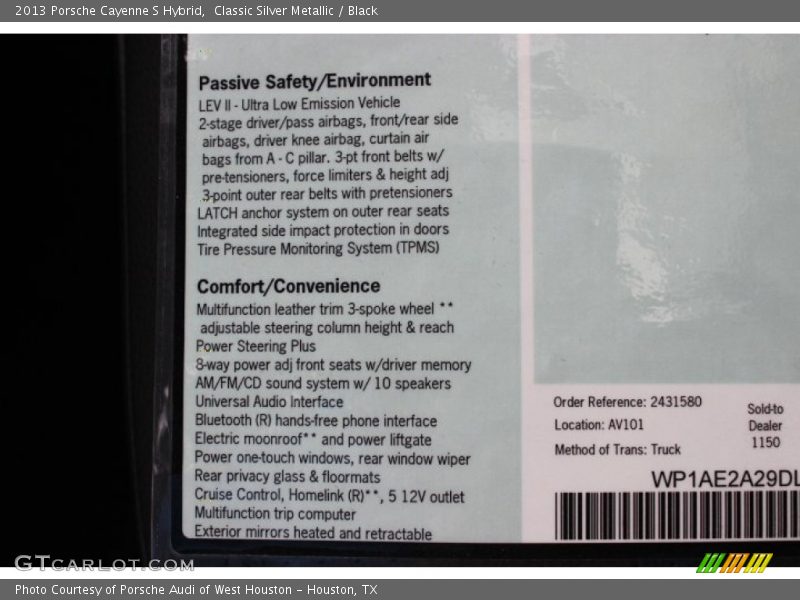 2013 Porsche Cayenne S Hybrid, Classic Silver Metallic / Black
Passive Safety/Environment
LEV II - Ultra Low Emission Vehicle
2-stage driver/pass airbags, front/rear side
airbags, driver knee airbag, curtain air
bags from A - C pillar. 3-pt front belts w/
pre-tensioners, force limiters & height adj
3-point outer rear belts with pretensioners
LATCH anchor system on outer rear seats
Integrated side impact protection in doors
Tire Pressure Monitoring System (TPMS)
Comfort/Convenience
Multifunction leather trim 3-spoke wheel **
adjustable steering column height & reach
Power Steering Plus
8-way power adj front seats w/driver memory
AM/FM/CD sound system w/ 10 speakers
Universal Audio Interface
Bluetooth (R) hands-free phone interface
Electric moonroof** and power liftgate
Power one-touch windows, rear window wiper
Rear privacy glass & floormats
Cruise Control, Homelink (R)**, 5 12V outlet
Multifunction trip computer
Exterior mirrors heated and retractable
Order Reference: 2431580
Location: AV101
Method of Trans: Truck
Sold-to
Dealer
1150
WP1AE2A29DL
GTCARLOT.COM
Photo Courtesy of Porsche Audi of West Houston - Houston, TX